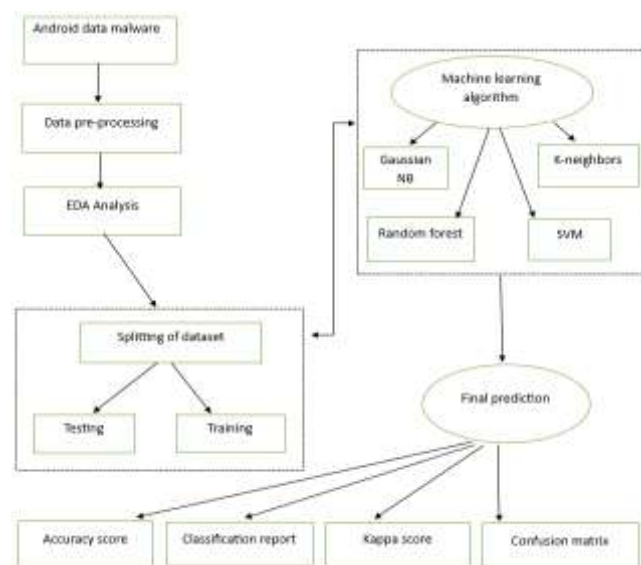 Android data malware
Data pre-processing
EDA Analysis
Splitting of dataset
Testing
Training
Machine learning
algorithm
Gaussian
NB
K-neighbors
Random forest
SVM
Final prediction
Accuracy score
Classification report
Kappa score
Confusion matrix